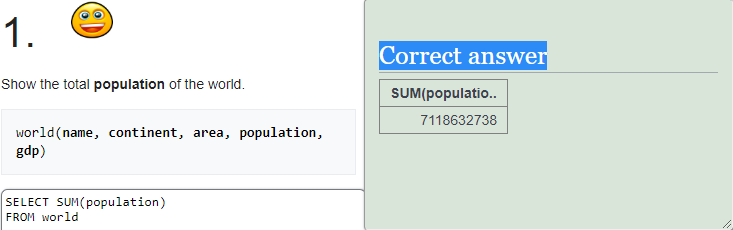 1.
Show the total population of the world.
world(name, continent, area, population,
gdp)
SELECT SUM(population)
FROM world
Correct answer
SUM(populatio..
7118632738